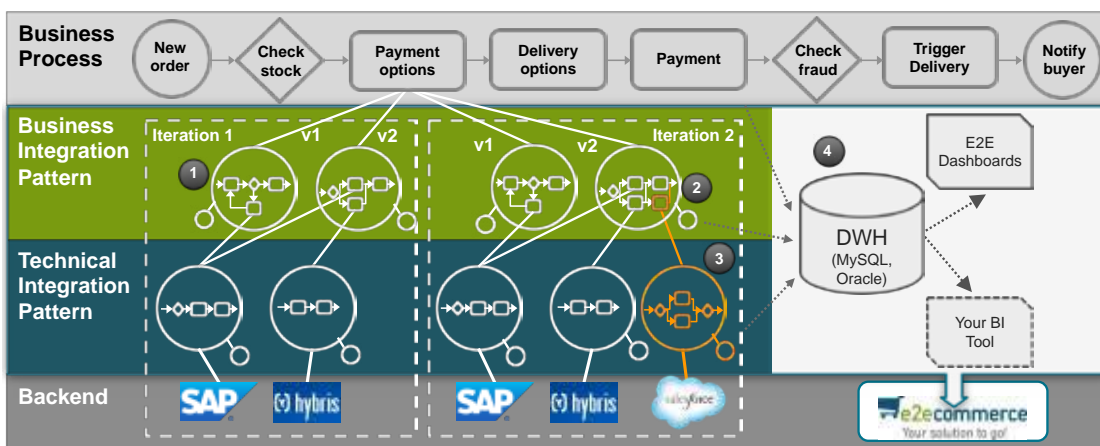 Business
Process
New
order
Check
stock
Payment
options
Delivery
options
Payment
Check
fraud
Trigger
Delivery
Notify
buyer
Business
Integration
Pattern
Iteration 1
v1
v2
1
v1
v2
Iteration 2
2
4
DWH
(MySQL,
Oracle)
E2E
Dashboards
Technical
Integration
Pattern
3
Your BI
Tool
Backend
SAP
hybris
SAP
hybris
salesforce
e2ecommerce
Your solution to go!